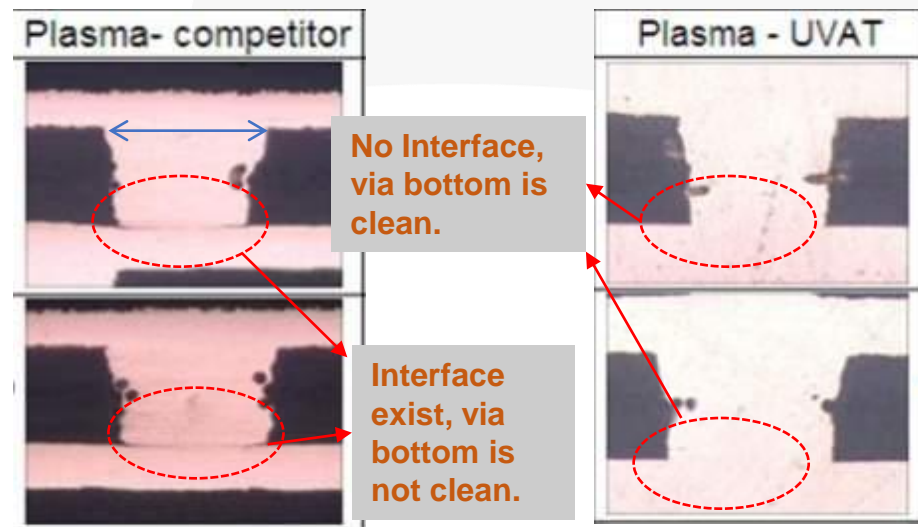 Plasma- competitor
Plasma - UVAT
No Interface,
via bottom is
clean.
Interface
exist, via
bottom is
not clean.